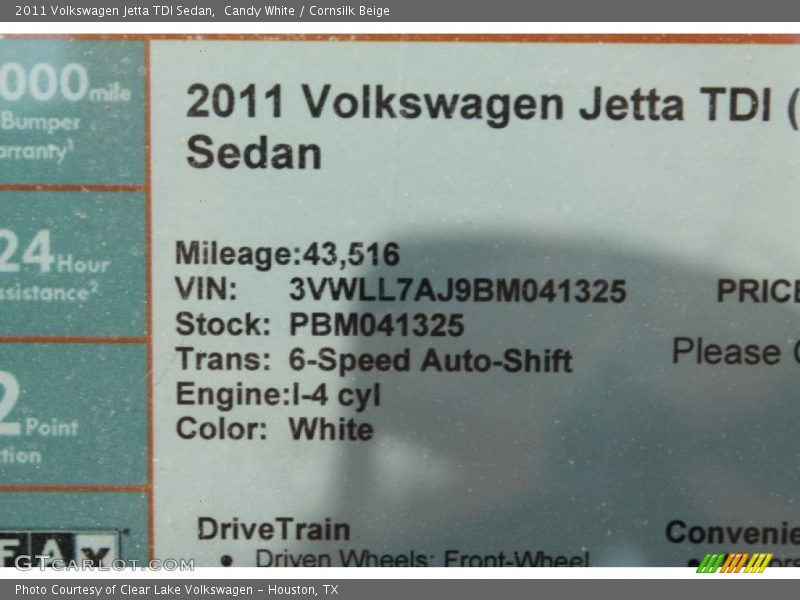 2011 Volkswagen Jetta TDI Sedan, Candy White / Cornsilk Beige
000 mile
Bumper
arranty1
24 Hour
ssistance2
2 Point
tion
2011 Volkswagen Jetta TDI (
Sedan
Mileage:43,516
VIN: 3VWLL7AJ9BM041325
PRICE
Stock: PBM041325
Please
Trans: 6-Speed Auto-Shift
Engine:I-4 cyl
Color: White
DriveTrain
Convenie
• Driven Wheels: Front-Wheel
FAX
GTCARLOT.COM
Photo Courtesy of Clear Lake Volkswagen – Houston, TX